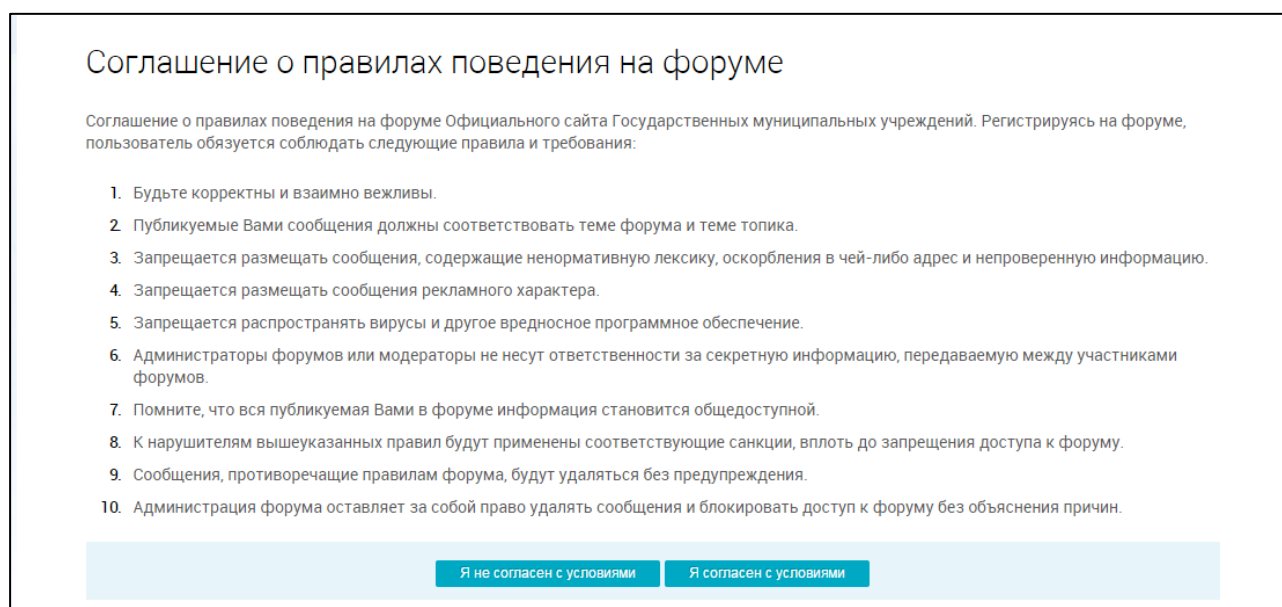 Соглашение о правилах поведения на форуме
Соглашение о правилах поведения на форуме Официального сайта Государственных муниципальных учреждений. Регистрируясь на форуме,
пользователь обязуется соблюдать следующие правила и требования:
1. Будьте корректны и взаимно вежливы.
2. Публикуемые Вами сообщения должны соответствовать теме форума и теме топика.
3. Запрещается размещать сообщения, содержащие ненормативную лексику, оскорбления в чей-либо адрес и непроверенную информацию.
4. Запрещается размещать сообщения рекламного характера.
5. Запрещается распространять вирусы и другое вредносное программное обеспечение.
6. Администраторы форумов или модераторы не несут ответственности за секретную информацию, передаваемую между участниками
форумов.
7. Помните, что вся публикуемая Вами в форуме информация становится общедоступной.
8. К нарушителям вышеуказанных правил будут применены соответствующие санкции, вплоть до запрещения доступа к форуму.
9. Сообщения, противоречащие правилам форума, будут удаляться без предупреждения.
10. Администрация форума оставляет за собой право удалять сообщения и блокировать доступ к форуму без объяснения причин.
Я не согласен с условиями Я согласен с условиями